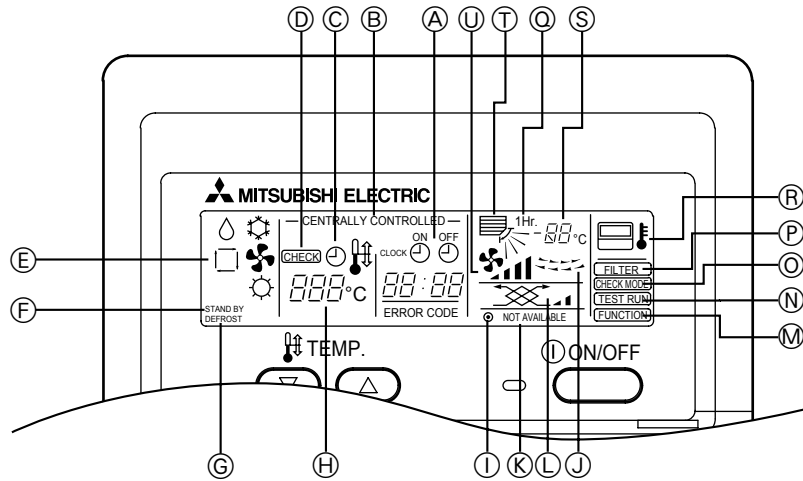 D C B A U T Q S
MITSUBISHI ELECTRIC
R
CENTRALLY CONTROLLED
1Hr.
ON OFF
88°C
CHECK
CLOCK
P
E
FILTER
O
CHECK MODE
888°C
88:88
N
TEST RUN
F
STAND BY
DEFROST
ERROR CODE
NOT AVAILABLE
FUNCTION
M
TEMP.
I ON/OFF
G H I K L J